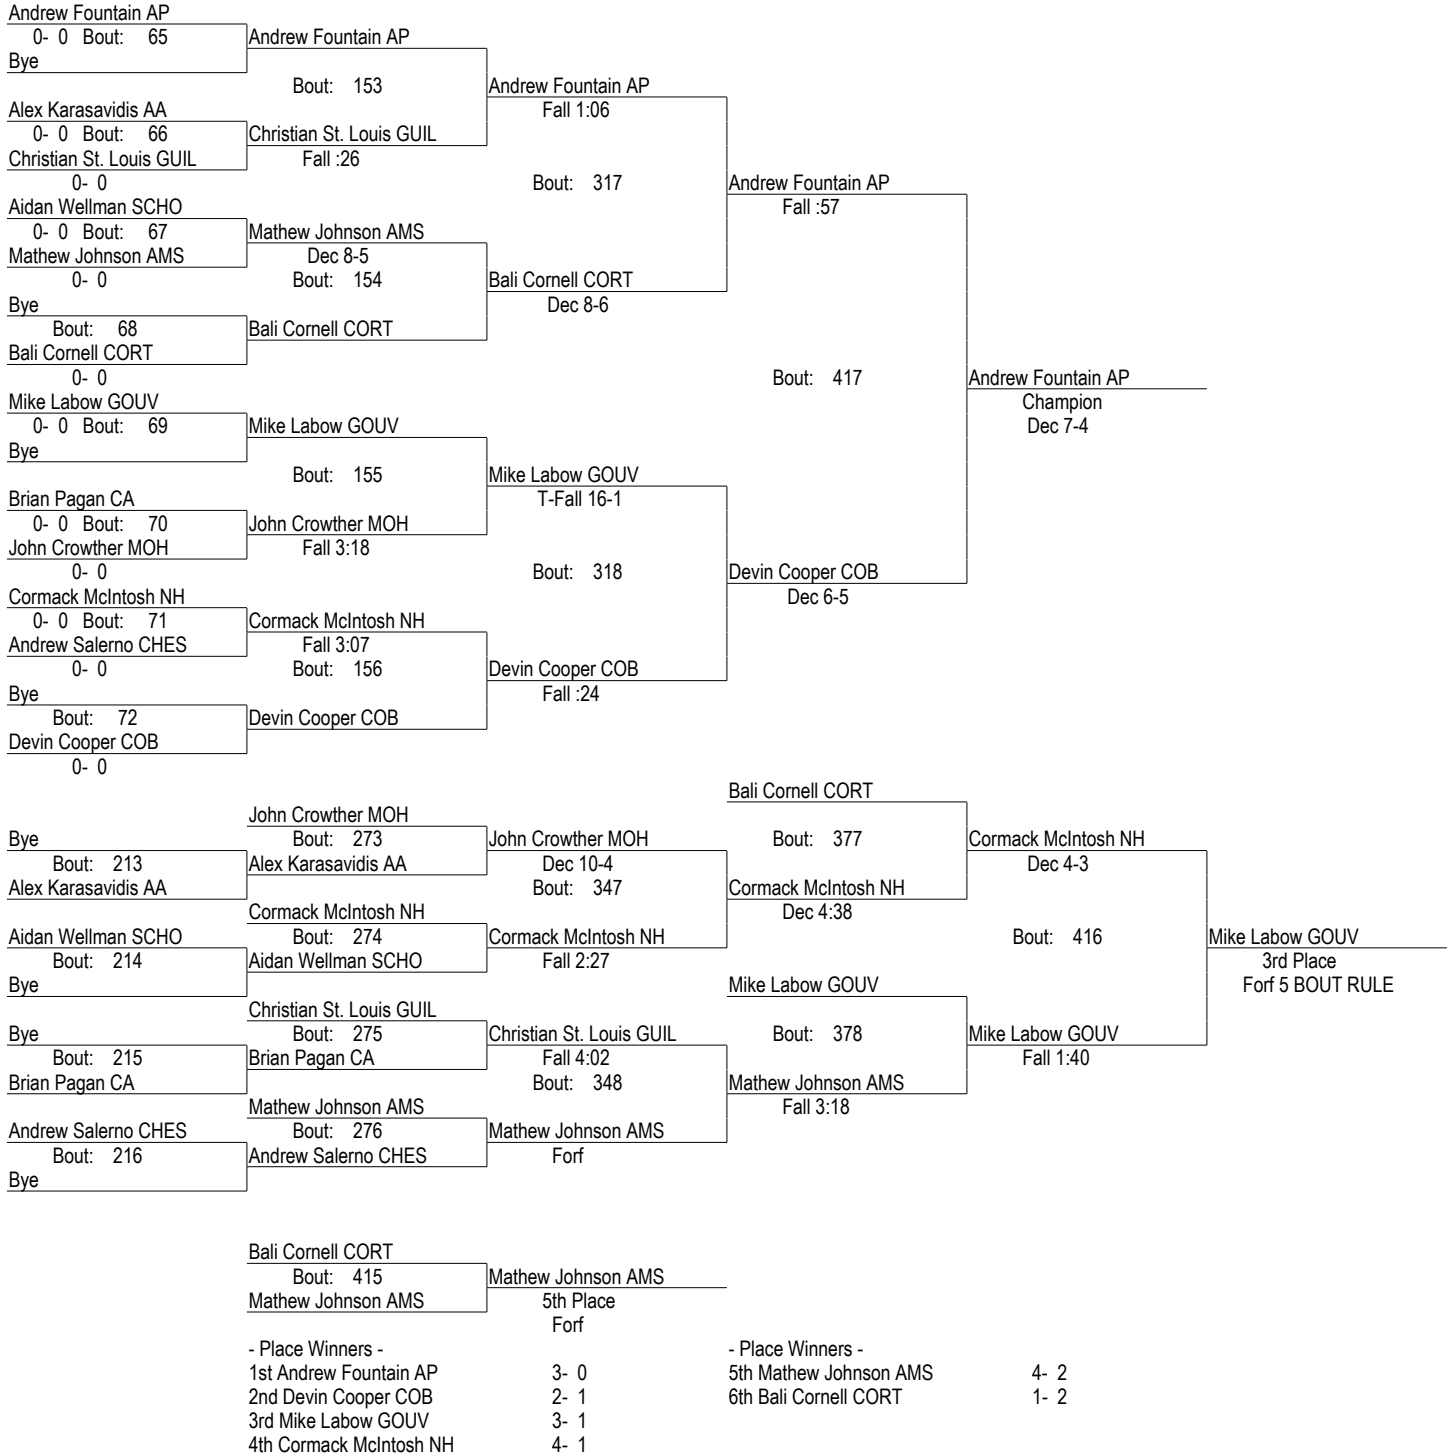 Andrew Fountain AP
0- 0 Bout: 65 Andrew Fountain AP
Bye
Bout: 153 Andrew Fountain AP
Alex Karasavidis AA Fall 1:06
0- 0 Bout: 66 Christian St. Louis GUIL
Christian St. Louis GUIL Fall :26
0- 0 Bout: 317 Andrew Fountain AP
Aidan Wellman SCHO Fall :57
0- 0 Bout: 67 Mathew Johnson AMS
Mathew Johnson AMS Dec 8-5
0- 0 Bout: 154 Bali Cornell CORT
Bye Dec 8-6
Bout: 68 Bali Cornell CORT
Bali Cornell CORT
0- 0 Bout: 417 Andrew Fountain AP
Mike Labow GOUV Champion
0- 0 Bout: 69 Mike Labow GOUV Dec 7-4
Bye
Bout: 155 Mike Labow GOUV
Brian Pagan CA T-Fall 16-1
0- 0 Bout: 70 John Crowther MOH
John Crowther MOH Fall 3:18
0- 0 Bout: 318 Devin Cooper COB
Cormack McIntosh NH Dec 6-5
0- 0 Bout: 71 Cormack McIntosh NH
Andrew Salerno CHES Fall 3:07
0- 0 Bout: 156 Devin Cooper COB
Bye Fall :24
Bout: 72 Devin Cooper COB
Devin Cooper COB
0- 0
Bali Cornell CORT
John Crowther MOH
Bye Bout: 273 John Crowther MOH Bout: 377 Cormack McIntosh NH
Bout: 213 Alex Karasavidis AA Dec 10-4 Dec 4-3
Alex Karasavidis AA Bout: 347 Cormack McIntosh NH
Cormack McIntosh NH Dec 4:38
Aidan Wellman SCHO Bout: 274 Cormack McIntosh NH Bout: 416 Mike Labow GOUV
Bout: 214 Aidan Wellman SCHO Fall 2:27 3rd Place
Bye Mike Labow GOUV Forf 5 BOUT RULE
Christian St. Louis GUIL
Bye Bout: 275 Christian St. Louis GUIL Bout: 378 Mike Labow GOUV
Bout: 215 Brian Pagan CA Fall 4:02 Fall 1:40
Brian Pagan CA Bout: 348 Mathew Johnson AMS
Mathew Johnson AMS Fall 3:18
Andrew Salerno CHES Bout: 276 Mathew Johnson AMS
Bout: 216 Andrew Salerno CHES Forf
Bye
Bali Cornell CORT
Bout: 415 Mathew Johnson AMS
Mathew Johnson AMS 5th Place
Forf
- Place Winners - - Place Winners -
1st Andrew Fountain AP 3- 0 5th Mathew Johnson AMS 4- 2
2nd Devin Cooper COB 2- 1 6th Bali Cornell CORT 1- 2
3rd Mike Labow GOUV 3- 1
4th Cormack McIntosh NH 4- 1